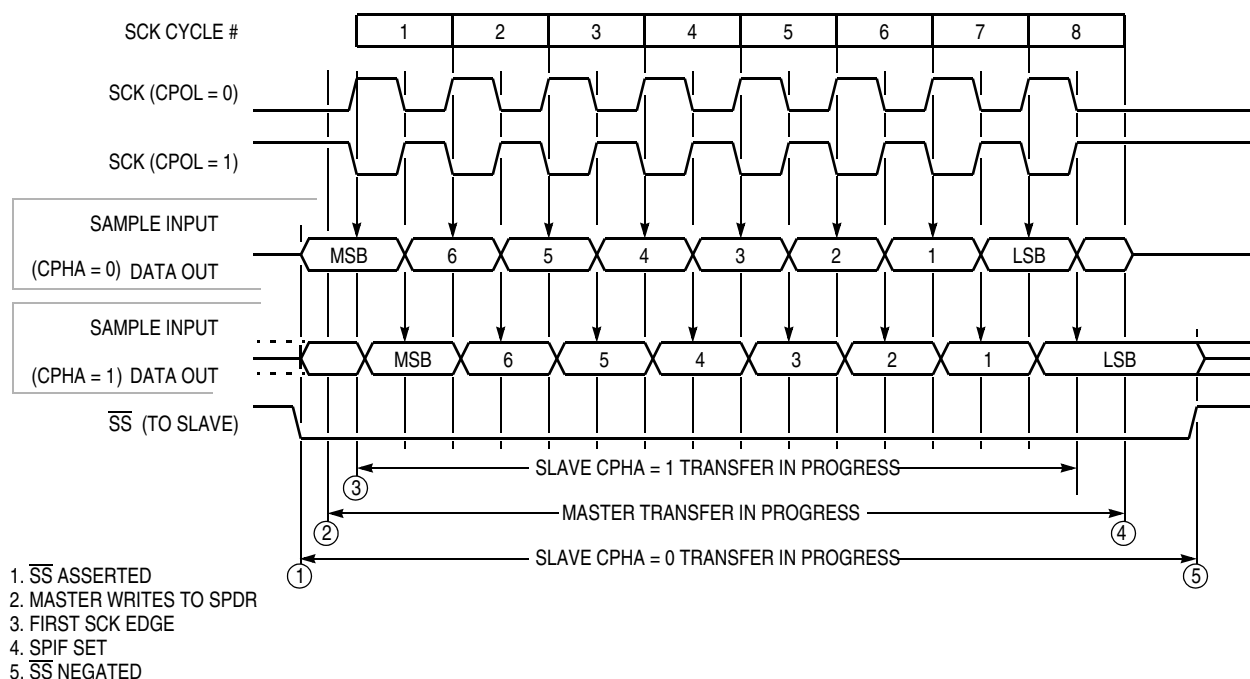 SCK CYCLE # 1 2 3 4 5 6 7 8
SCK (CPOL = 0)
SCK (CPOL = 1)
SAMPLE INPUT
(CPHA = 0) DATA OUT MSB 6 5 4 3 2 1 LSB
SAMPLE INPUT
(CPHA = 1) DATA OUT MSB 6 5 4 3 2 1 LSB
SS (TO SLAVE)
SLAVE CPHA = 1 TRANSFER IN PROGRESS
3
MASTER TRANSFER IN PROGRESS
2 4
SLAVE CPHA = 0 TRANSFER IN PROGRESS
1 5
1. SS ASSERTED
2. MASTER WRITES TO SPDR
3. FIRST SCK EDGE
4. SPIF SET
5. SS NEGATED